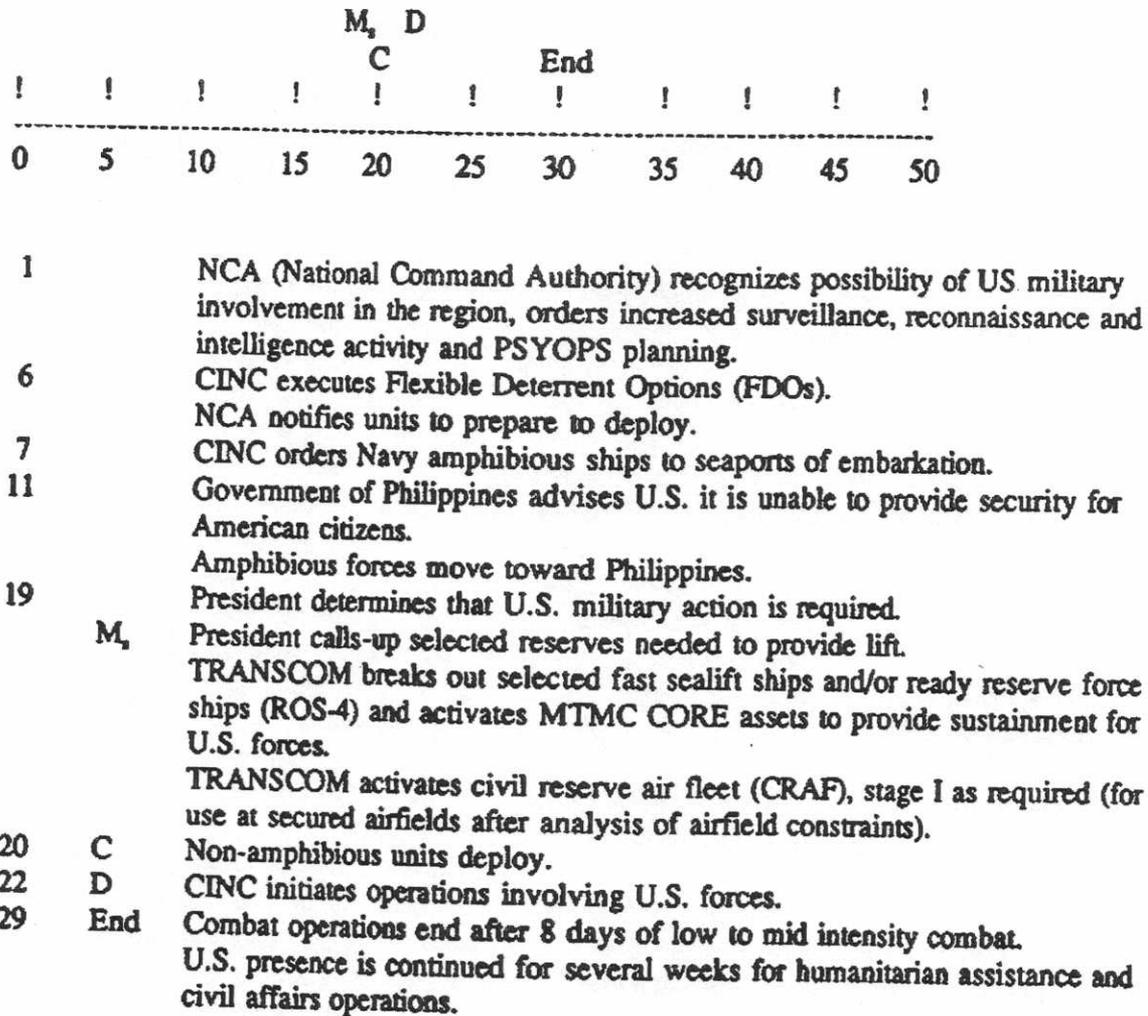 Mₛ D
C End
! ! ! ! ! ! ! ! ! ! !
--------------------------------------------------------------------------------
0 5 10 15 20 25 30 35 40 45 50
1 NCA (National Command Authority) recognizes possibility of US military
involvement in the region, orders increased surveillance, reconnaissance and
intelligence activity and PSYOPS planning.
6 CINC executes Flexible Deterrent Options (FDOs).
NCA notifies units to prepare to deploy.
7 CINC orders Navy amphibious ships to seaports of embarkation.
11 Government of Philippines advises U.S. it is unable to provide security for
American citizens.
Amphibious forces move toward Philippines.
19 President determines that U.S. military action is required.
Mₛ President calls-up selected reserves needed to provide lift.
TRANSCOM breaks out selected fast sealift ships and/or ready reserve force
ships (ROS-4) and activates MTMC CORE assets to provide sustainment for
U.S. forces.
TRANSCOM activates civil reserve air fleet (CRAF), stage I as required (for
use at secured airfields after analysis of airfield constraints).
20 C Non-amphibious units deploy.
22 D CINC initiates operations involving U.S. forces.
29 End Combat operations end after 8 days of low to mid intensity combat.
U.S. presence is continued for several weeks for humanitarian assistance and
civil affairs operations.